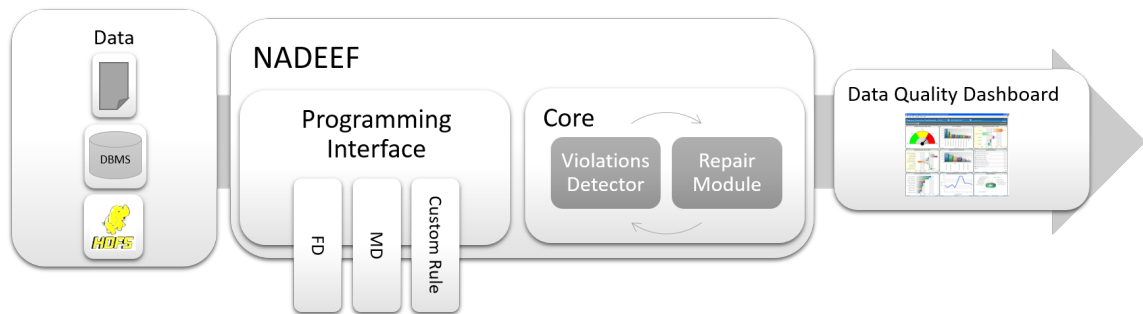 Data
DBMS
HDFS
NADEEF
Programming
Interface
FD
MD
Custom Rule
Core
Violations
Detector
Repair
Module
Data Quality Dashboard